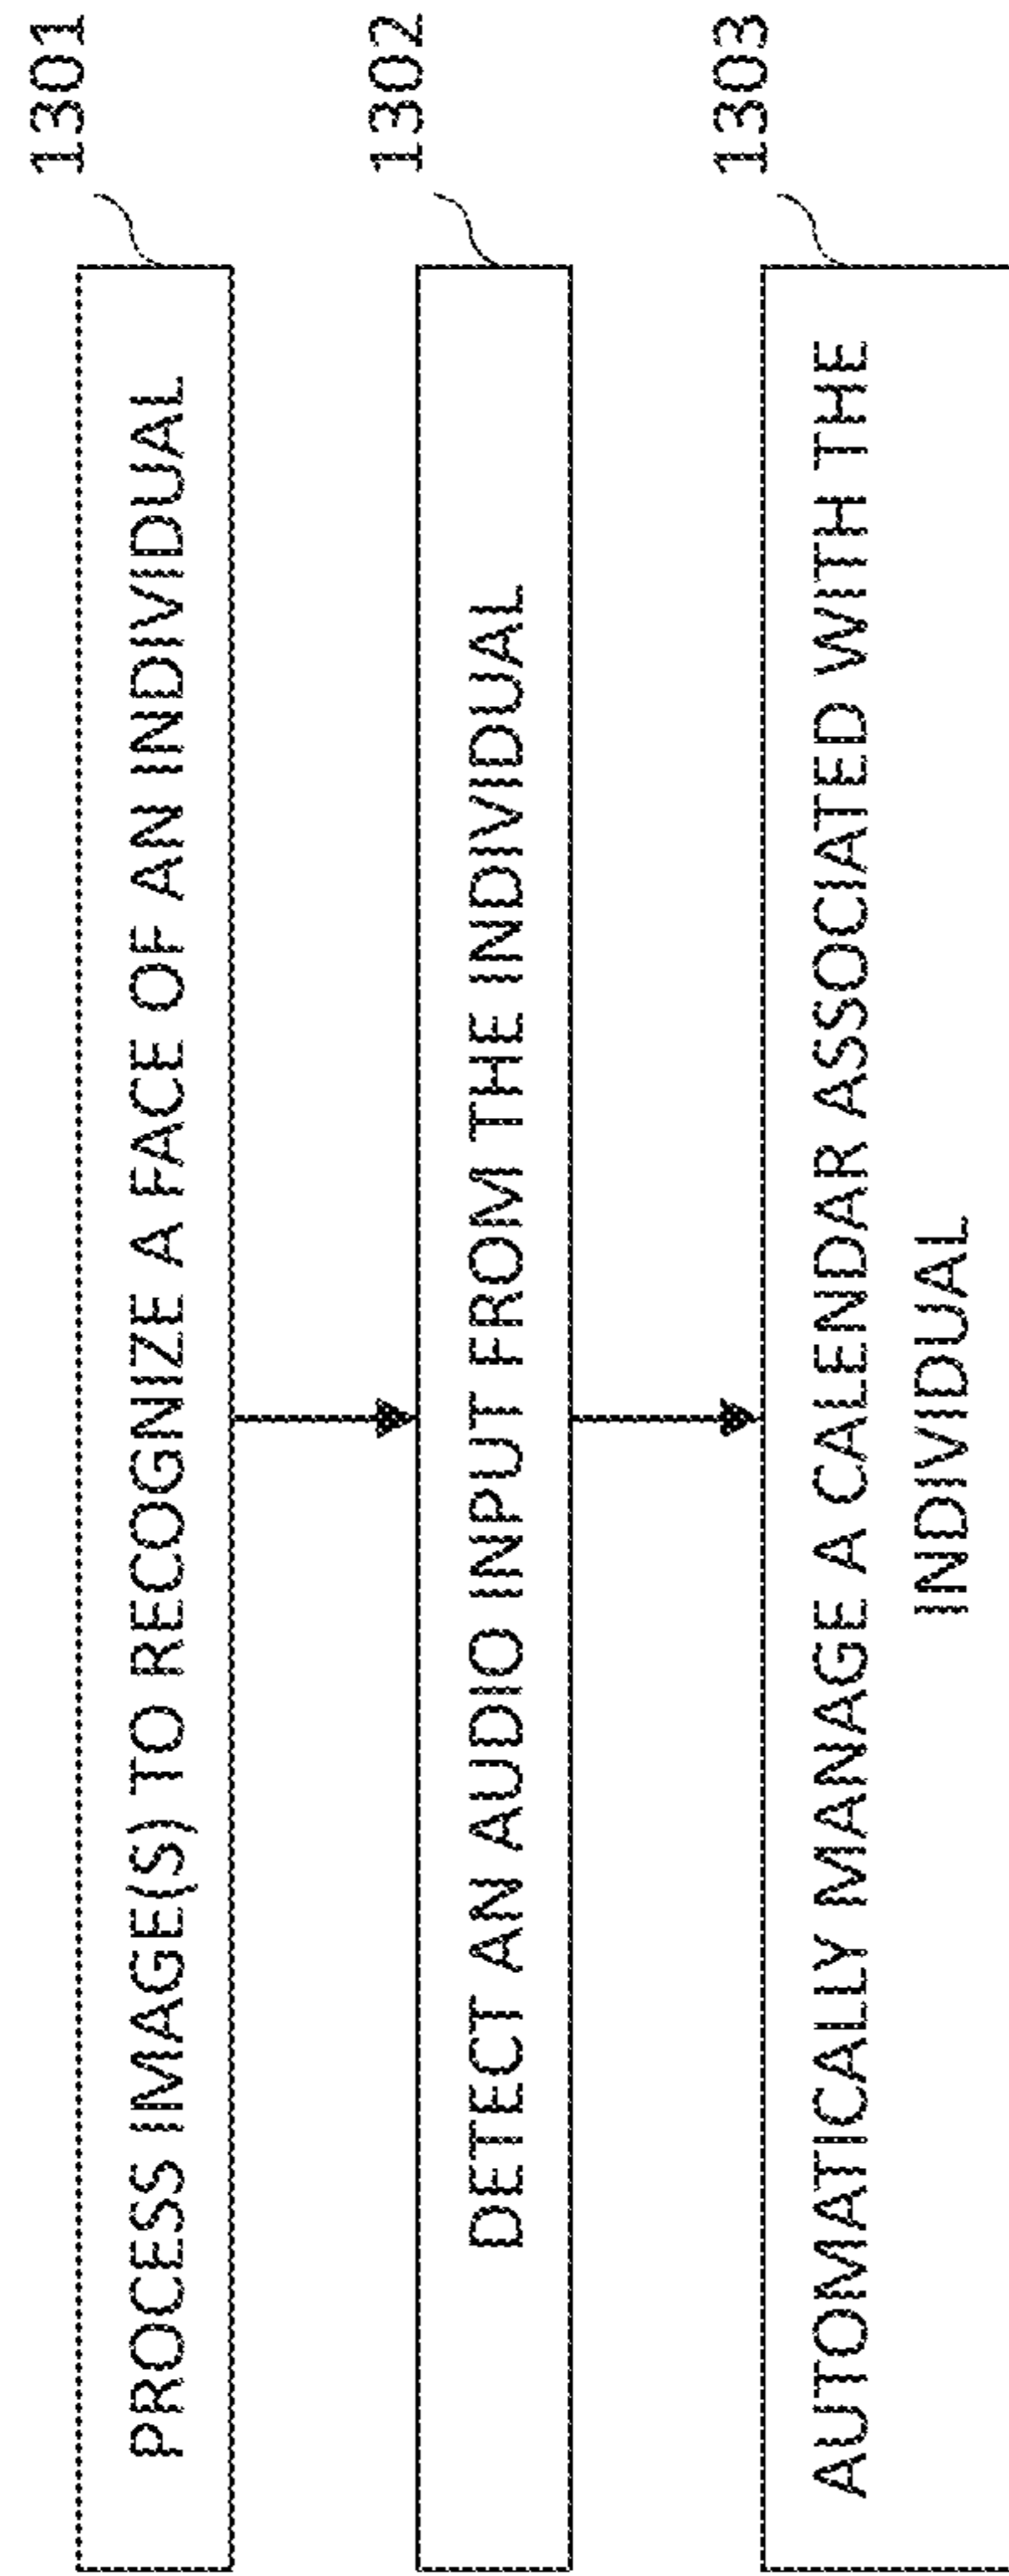 1301
PROCESS IMAGE(S) TO RECOGNIZE A FACE OF AN INDIVIDUAL
1302
DETECT AN AUDIO INPUT FROM THE INDIVIDUAL
1303
AUTOMATICALLY MANAGE A CALENDAR ASSOCIATED WITH THE
INDIVIDUAL